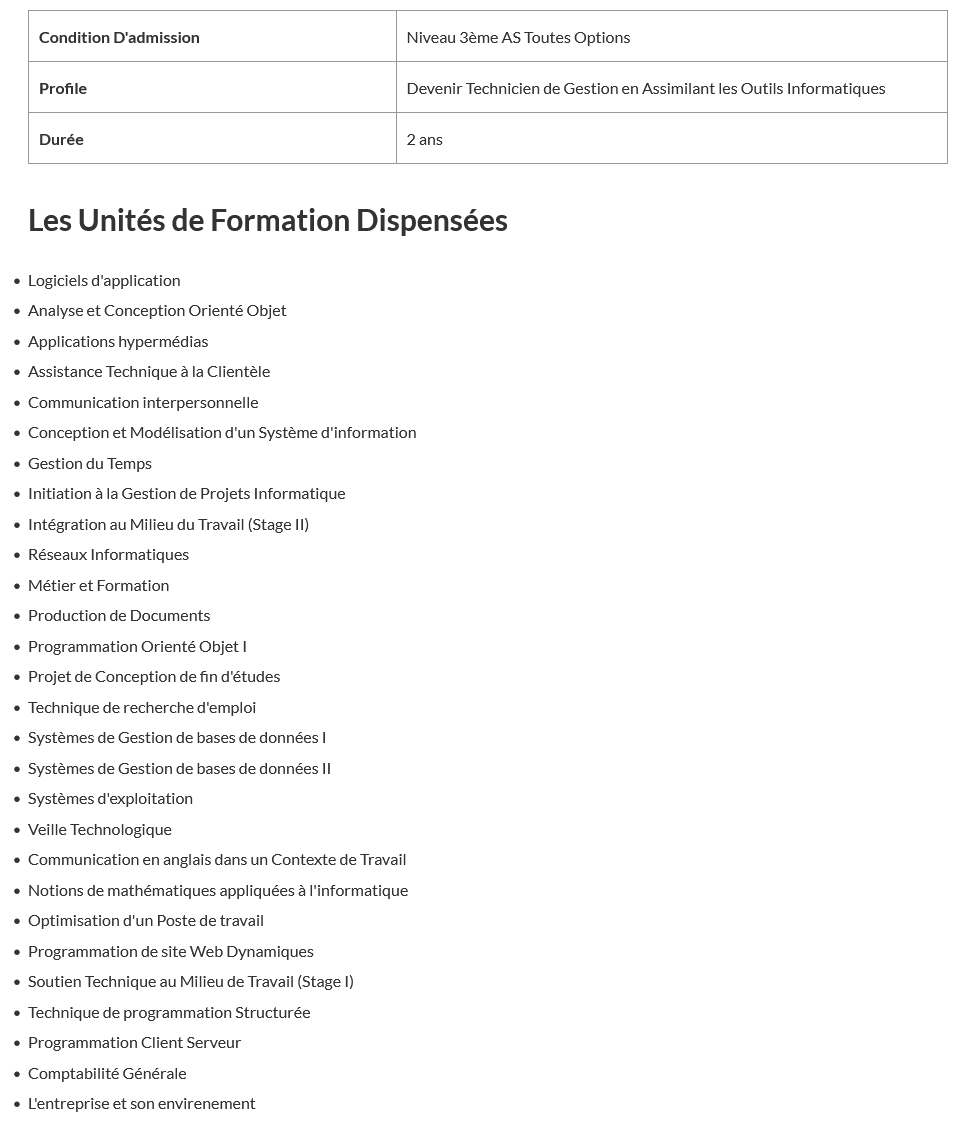 Condition D'admission Niveau 3ème AS Toutes Options
Profile Devenir Technicien de Gestion en Assimilant les Outils Informatiques
Durée 2 ans
Les Unités de Formation Dispensées
• Logiciels d'application
• Analyse et Conception Orienté Objet
• Applications hypermédias
• Assistance Technique à la Clientèle
• Communication interpersonnelle
• Conception et Modélisation d'un Système d'information
• Gestion du Temps
• Initiation à la Gestion de Projets Informatique
• Intégration au Milieu du Travail (Stage II)
• Réseaux Informatiques
• Métier et Formation
• Production de Documents
• Programmation Orienté Objet I
• Projet de Conception de fin d'études
• Technique de recherche d'emploi
• Systèmes de Gestion de bases de données I
• Systèmes de Gestion de bases de données II
• Systèmes d'exploitation
• Veille Technologique
• Communication en anglais dans un Contexte de Travail
• Notions de mathématiques appliquées à l'informatique
• Optimisation d'un Poste de travail
• Programmation de site Web Dynamiques
• Soutien Technique au Milieu de Travail (Stage I)
• Technique de programmation Structurée
• Programmation Client Serveur
• Comptabilité Générale
• L'entreprise et son envirenement